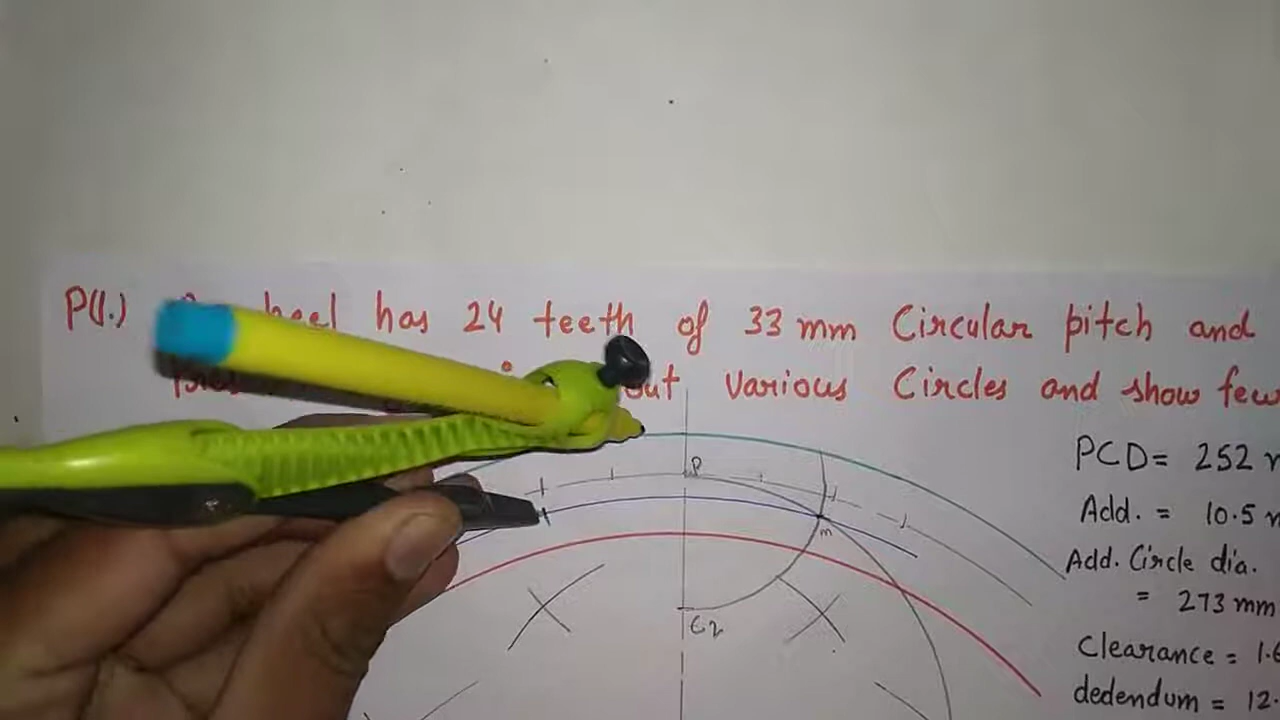 P(1.) has 24 teeth of 33 mm Circular pitch and
out various Circles and show few
PCD = 252
Add. = 10.5
Add. Circle dia.
= 273 mm
Clearance = 1.6
dedendum = 12.
P
m
C2